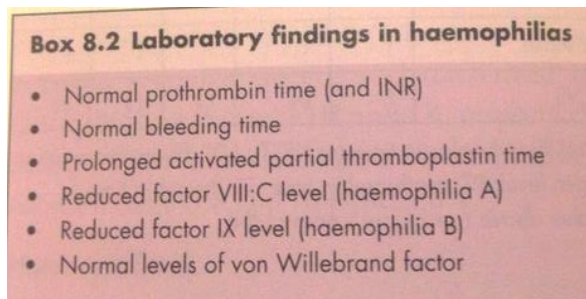 Box 8.2 Laboratory findings in haemophilias
• Normal prothrombin time (and INR)
• Normal bleeding time
• Prolonged activated partial thromboplastin time
• Reduced factor VIII:C level (haemophilia A)
• Reduced factor IX level (haemophilia B)
• Normal levels of von Willebrand factor